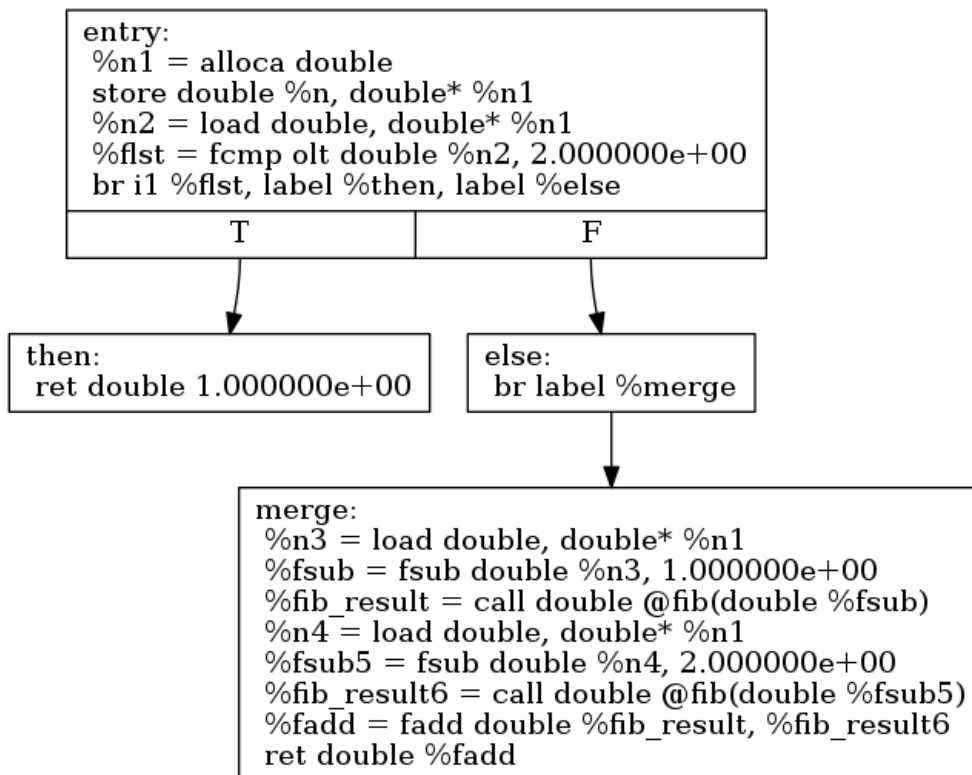 entry:
%n1 = alloca double
store double %n, double* %n1
%n2 = load double, double* %n1
%flst = fcmp olt double %n2, 2.000000e+00
br i1 %flst, label %then, label %else
T
F
then:
ret double 1.000000e+00
else:
br label %merge
merge:
%n3 = load double, double* %n1
%fsub = fsub double %n3, 1.000000e+00
%fib_result = call double @fib(double %fsub)
%n4 = load double, double* %n1
%fsub5 = fsub double %n4, 2.000000e+00
%fib_result6 = call double @fib(double %fsub5)
%fadd = fadd double %fib_result, %fib_result6
ret double %fadd